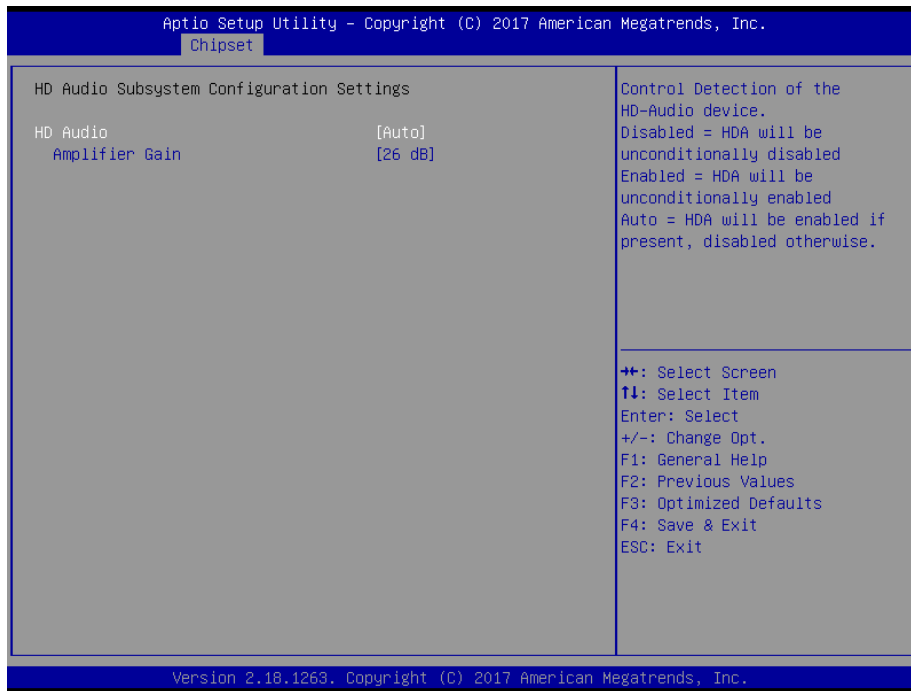 Aptio Setup Utility – Copyright (C) 2017 American Megatrends, Inc.
Chipset
HD Audio Subsystem Configuration Settings
HD Audio [Auto]
Amplifier Gain [26 dB]
Control Detection of the
HD-Audio device.
Disabled = HDA will be
unconditionally disabled
Enabled = HDA will be
unconditionally enabled
Auto = HDA will be enabled if
present, disabled otherwise.
→←: Select Screen
↑↓: Select Item
Enter: Select
+/-: Change Opt.
F1: General Help
F2: Previous Values
F3: Optimized Defaults
F4: Save & Exit
ESC: Exit
Version 2.18.1263. Copyright (C) 2017 American Megatrends, Inc.